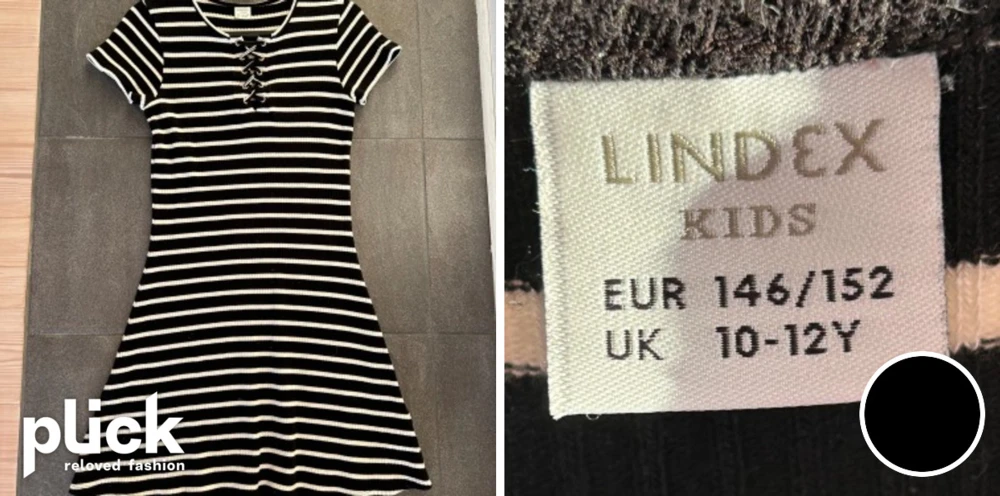 plick
reloved fashion
LINDEX
KIDS
EUR 146/152
UK 10-12Y